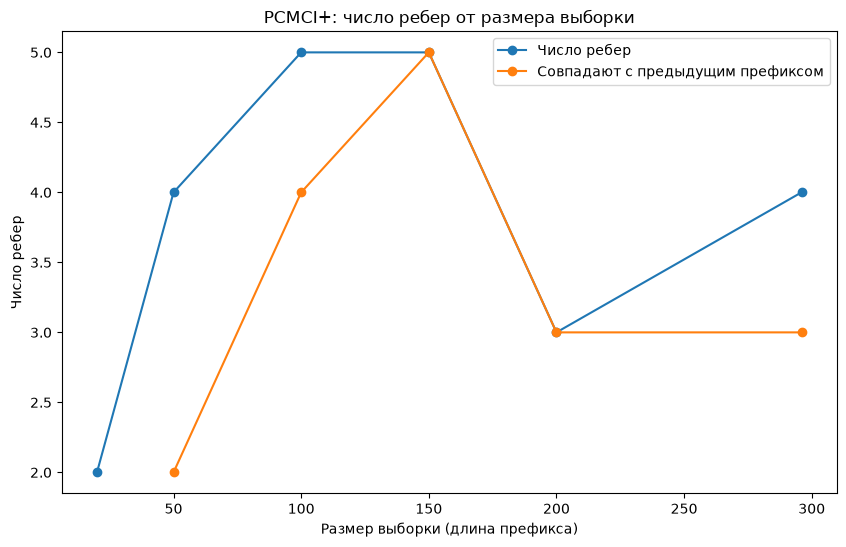 PCMCI+: число ребер от размера выборки
Число ребер
Совпадают с предыдущим префиксом
5.0
4.5
4.0
3.5
3.0
2.5
2.0
Число ребер
50 100 150 200 250 300
Размер выборки (длина префикса)